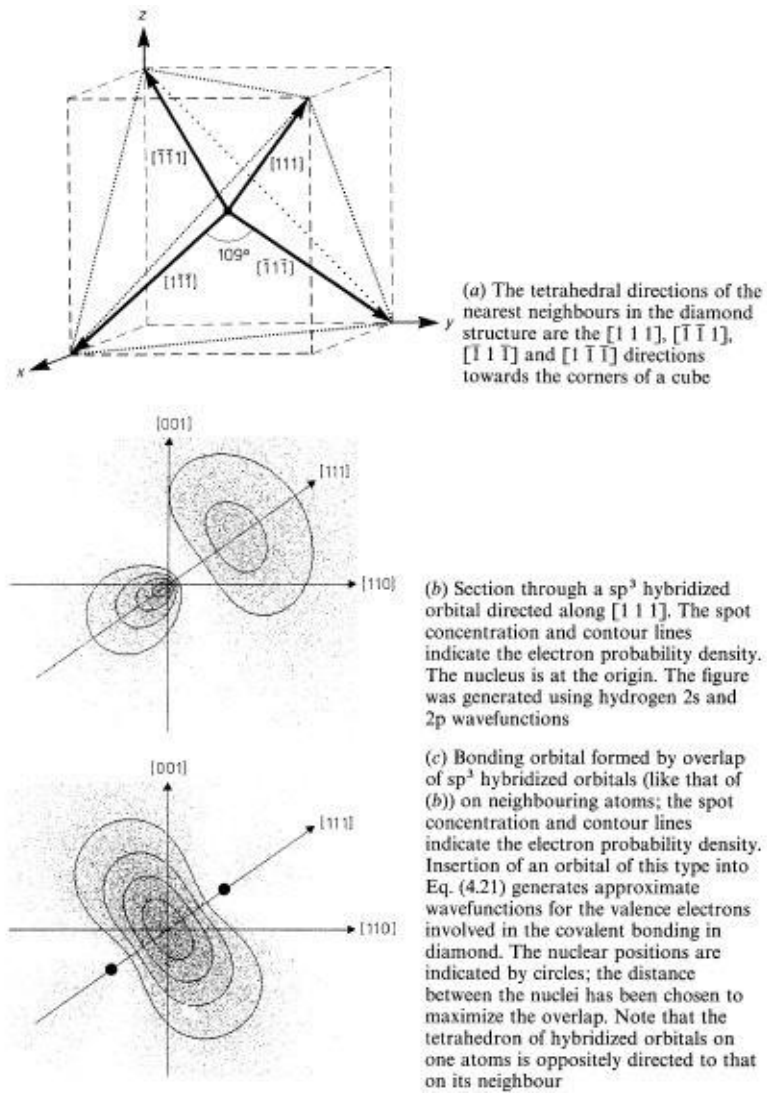 z
[1̄1̄1]
[111]
109°
[11̄1̄]
[1̄11̄]
y
x
(a) The tetrahedral directions of the
nearest neighbours in the diamond
structure are the [1 1 1], [1̄ 1̄ 1],
[1̄ 1 1̄] and [1 1̄ 1̄] directions
towards the corners of a cube
[001]
[111]
[110]
(b) Section through a sp³ hybridized
orbital directed along [1 1 1]. The spot
concentration and contour lines
indicate the electron probability density.
The nucleus is at the origin. The figure
was generated using hydrogen 2s and
2p wavefunctions
[001]
[111]
[110]
(c) Bonding orbital formed by overlap
of sp³ hybridized orbitals (like that of
(b)) on neighbouring atoms; the spot
concentration and contour lines
indicate the electron probability density.
Insertion of an orbital of this type into
Eq. (4.21) generates approximate
wavefunctions for the valence electrons
involved in the covalent bonding in
diamond. The nuclear positions are
indicated by circles; the distance
between the nuclei has been chosen to
maximize the overlap. Note that the
tetrahedron of hybridized orbitals on
one atoms is oppositely directed to that
on its neighbour